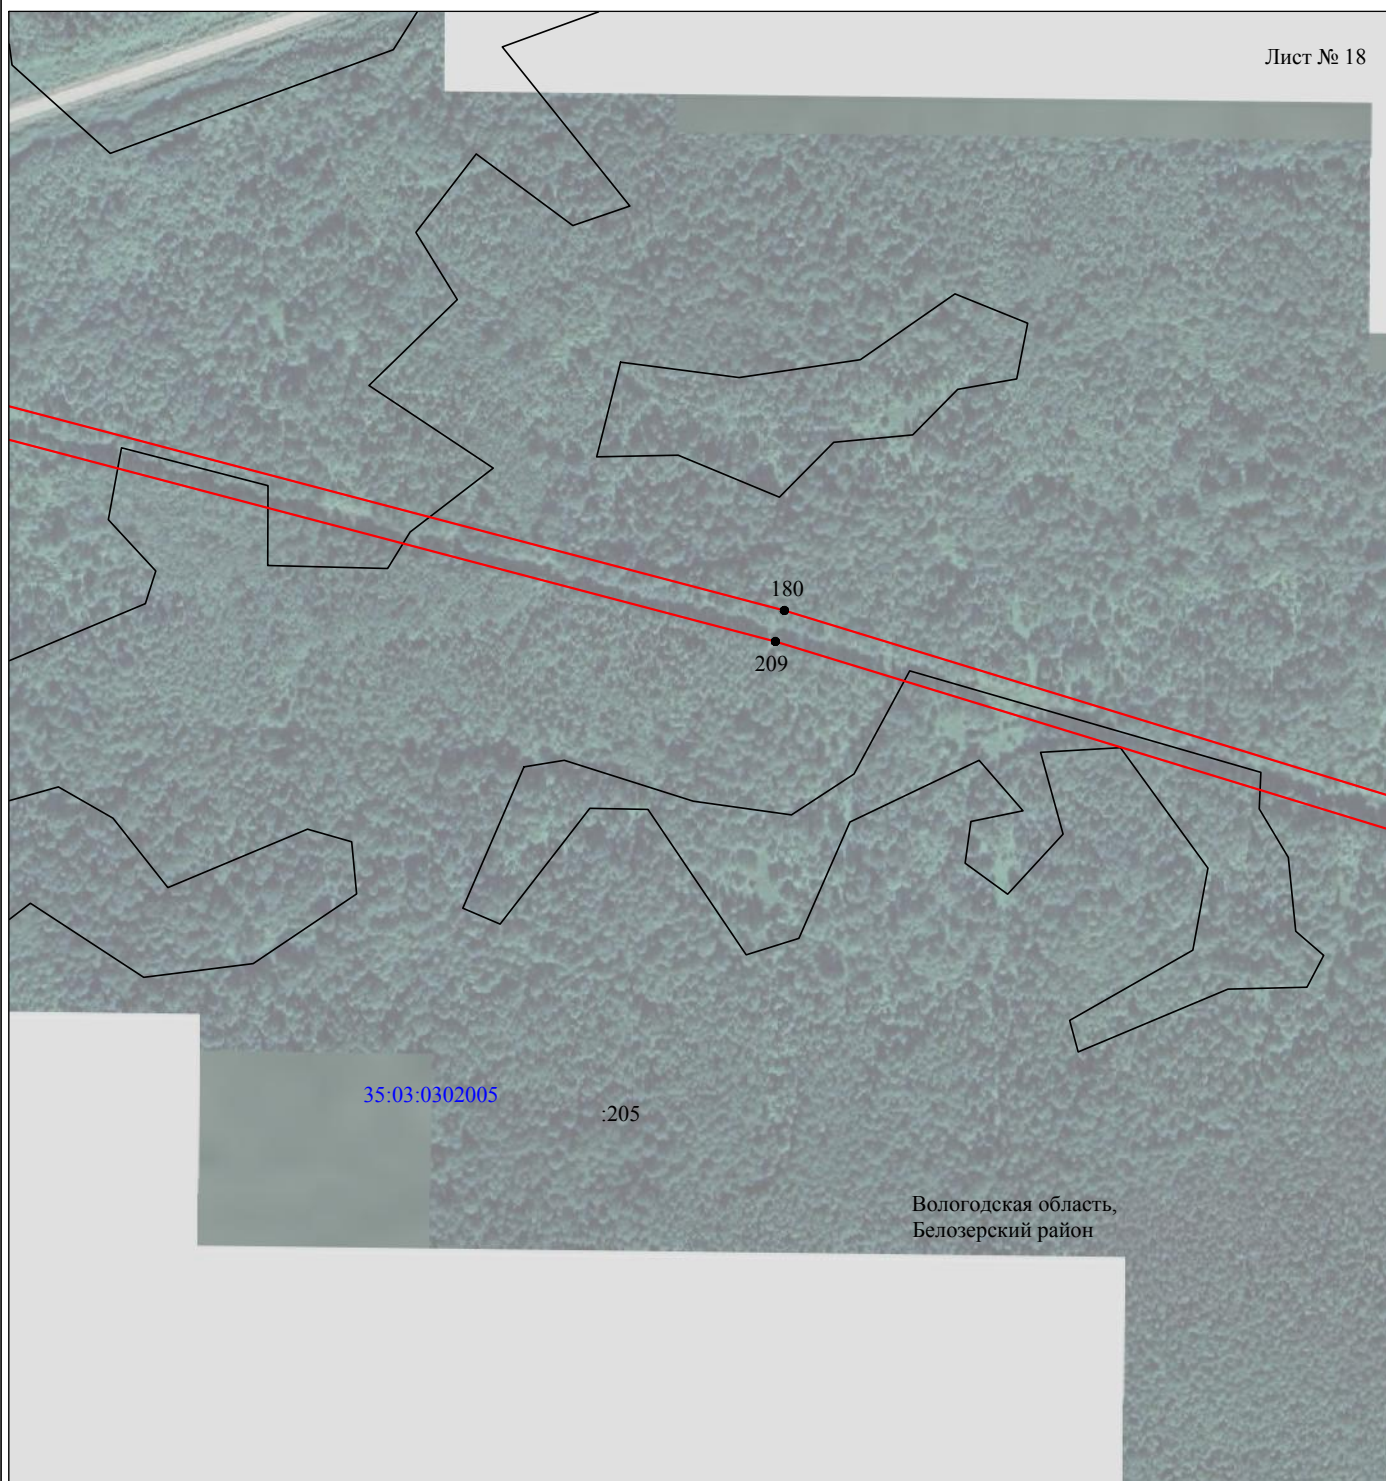 Лист № 18
180
209
35:03:0302005
:205
Вологодская область,
Белозерский район